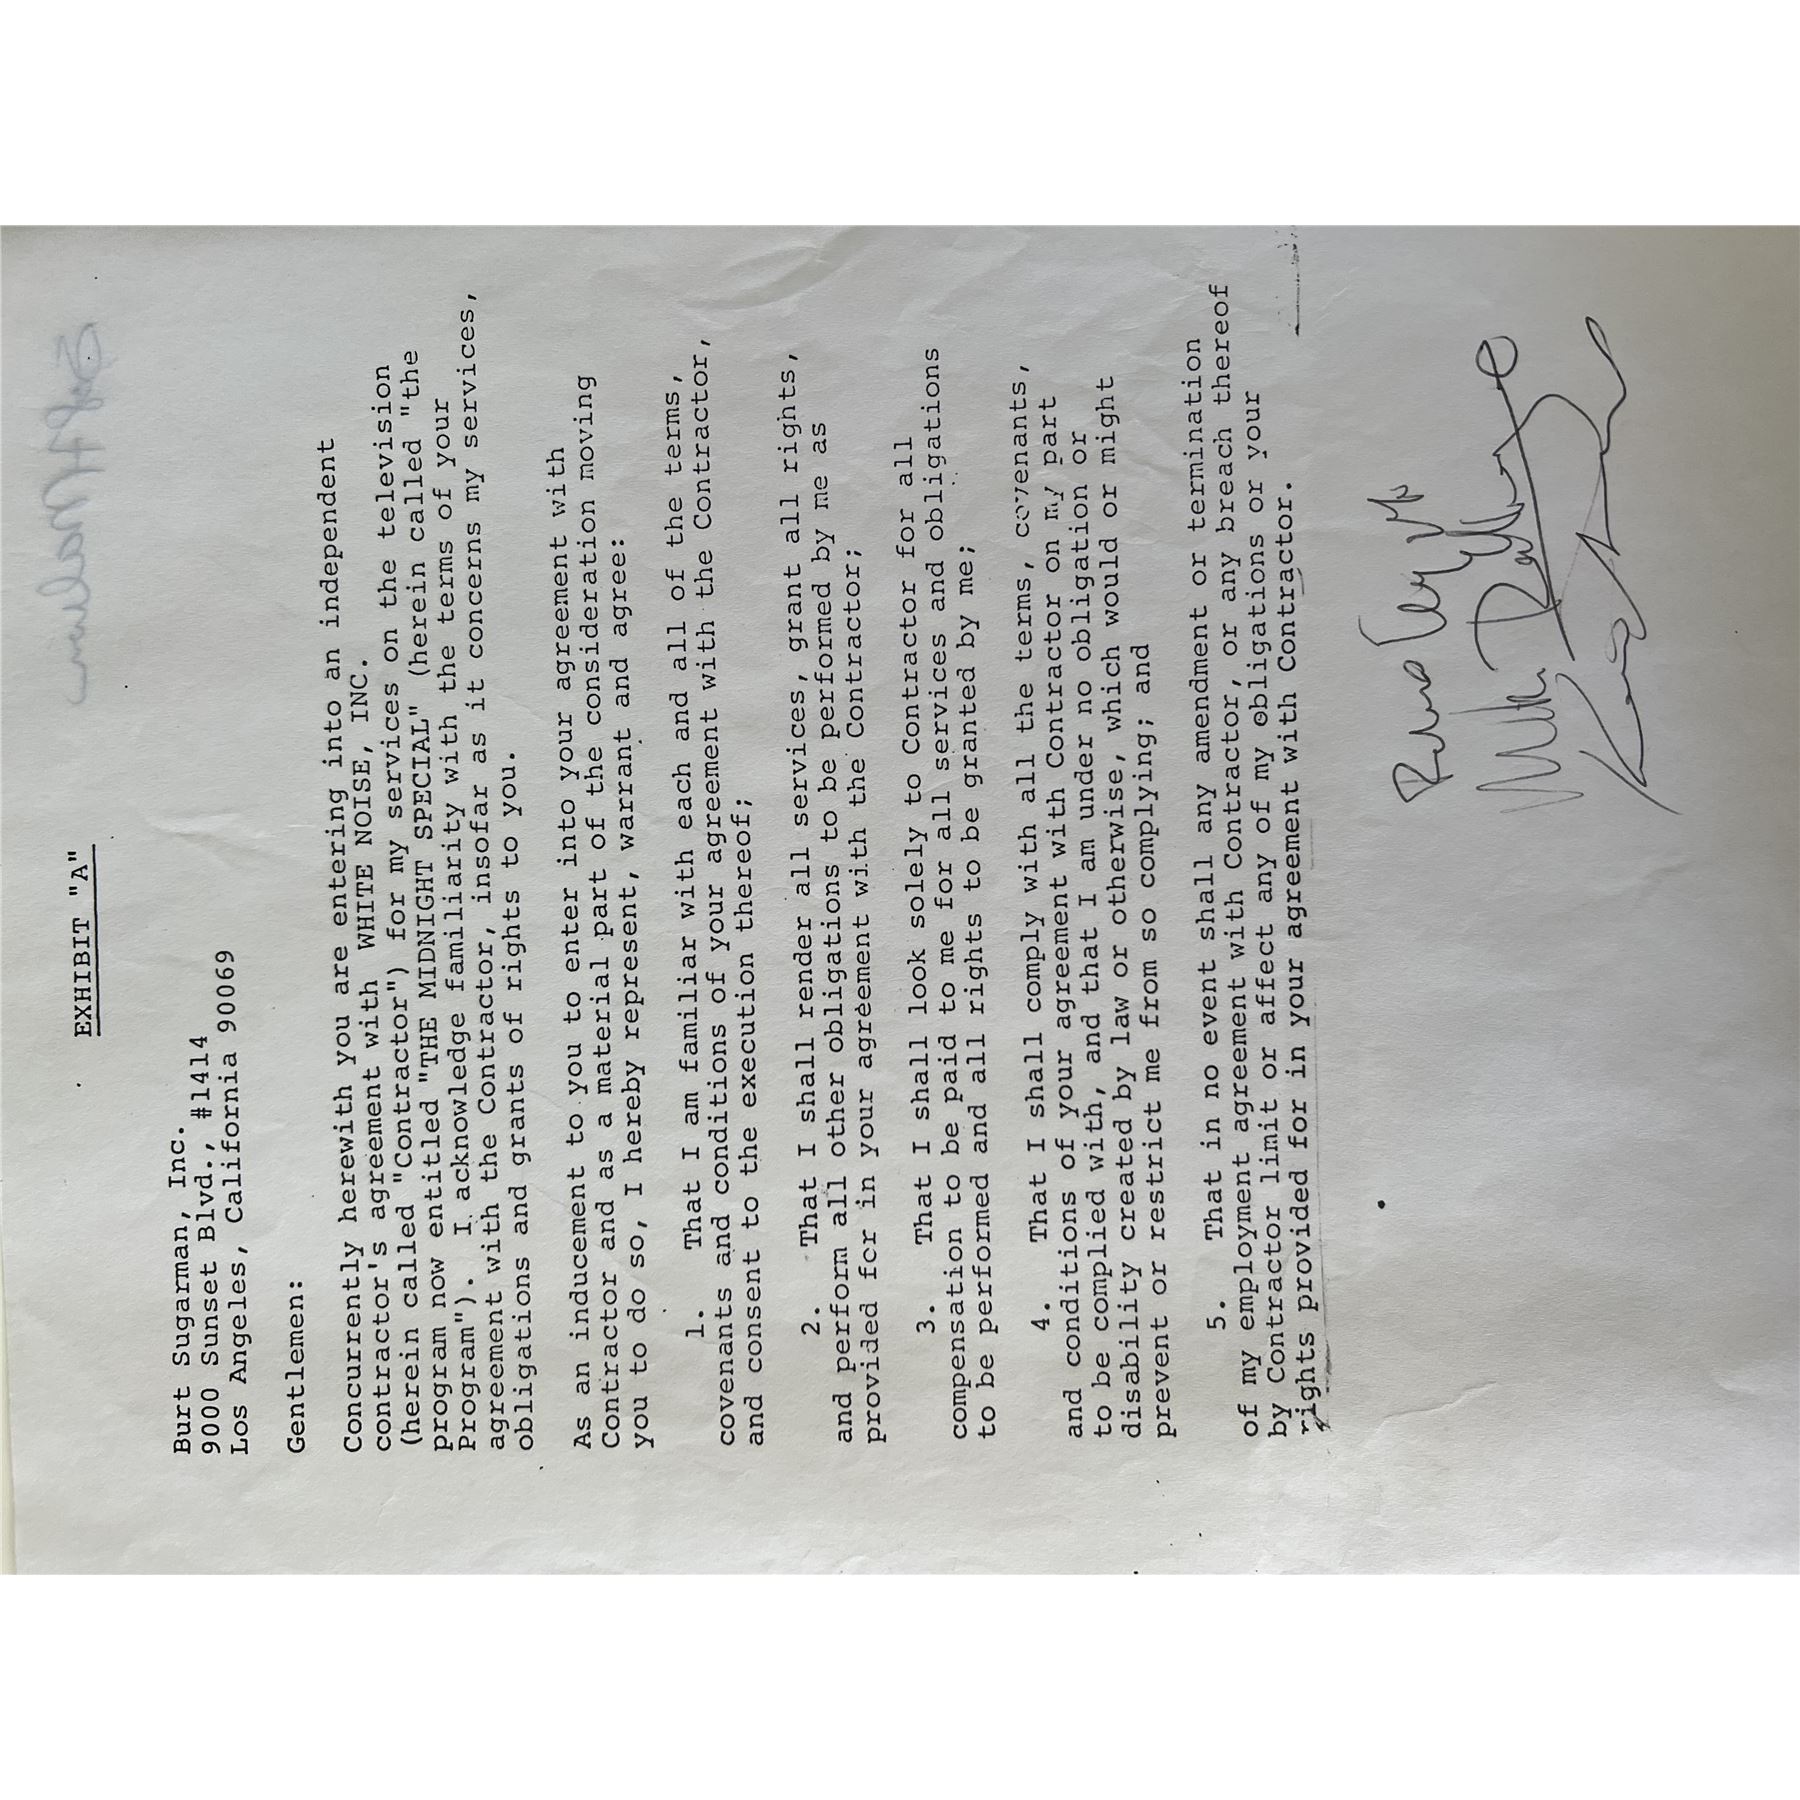 EXHIBIT "A"
Burt Sugarman, Inc.
9000 Sunset Blvd., #1414
Los Angeles, California 90069
Gentlemen:
Concurrently herewith you are entering into an independent
contractor's agreement with WHITE NOISE, INC.
(herein called "Contractor") for my services on the television
program now entitled "THE MIDNIGHT SPECIAL" (herein called "the
Program"). I acknowledge familiarity with the terms of your
agreement with the Contractor, insofar as it concerns my services,
obligations and grants of rights to you.
As an inducement to you to enter into your agreement with
Contractor and as a material part of the consideration moving
you to do so, I hereby represent, warrant and agree:
1. That I am familiar with each and all of the terms,
covenants and conditions of your agreement with the Contractor,
and consent to the execution thereof;
2. That I shall render all services, grant all rights,
and perform all other obligations to be performed by me as
provided for in your agreement with the Contractor;
3. That I shall look solely to Contractor for all
compensation to be paid to me for all services and obligations
to be performed and all rights to be granted by me;
4. That I shall comply with all the terms, covenants,
and conditions of your agreement with Contractor on my part
to be complied with, and that I am under no obligation or
disability created by law or otherwise, which would or might
prevent or restrict me from so complying; and
5. That in no event shall any amendment or termination
of my employment agreement with Contractor, or any breach thereof
by Contractor limit or affect any of my obligations or your
rights provided for in your agreement with Contractor.